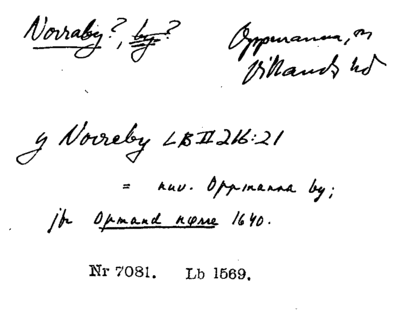 Norraby?, by?
Oppmanna, sn
Villands hd
y Norreby LB II 216:21
= nuv. Oppmanna by;
jfr Opmand nørre 1640.
Nr 7081. Lb 1569.